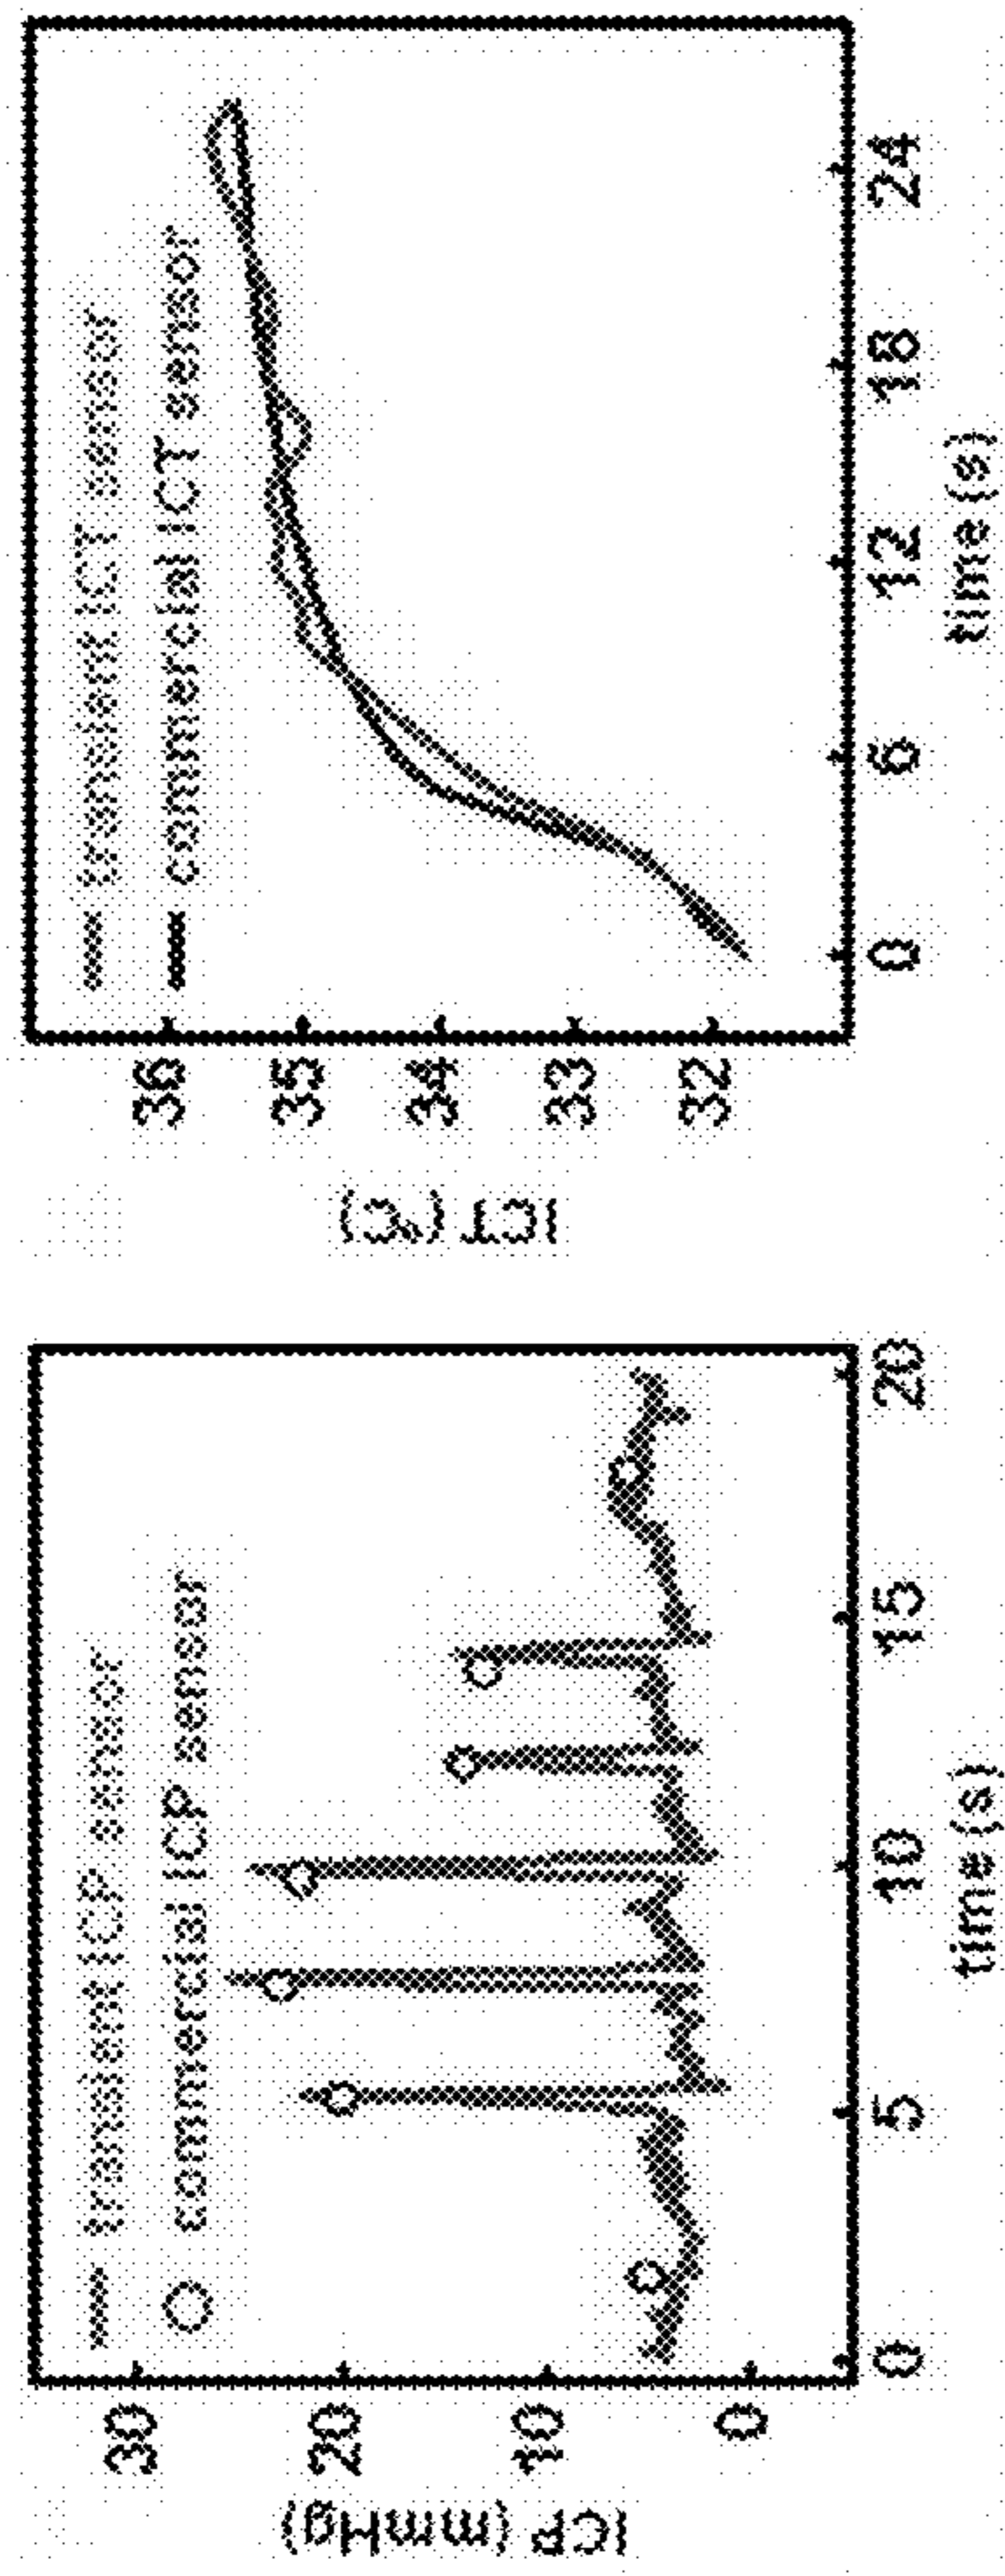 transient ICP sensor
commercial ICP sensor
ICP (mmHg)
30
20
10
0
0
5
10
15
20
time (s)
transient ICT sensor
commercial ICT sensor
ICT (°C)
36
35
34
33
32
0
6
12
18
24
time (s)